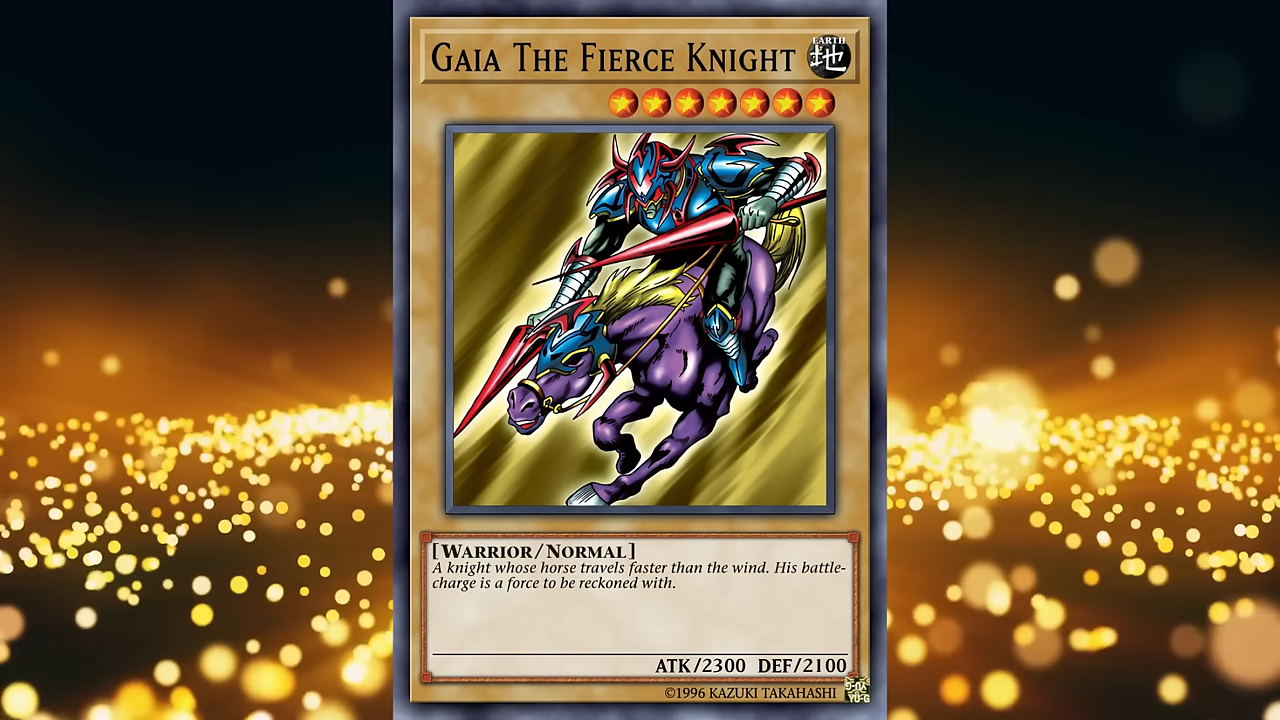 Gaia The Fierce Knight
EARTH
地
[Warrior/Normal]
A knight whose horse travels faster than the wind. His battle-
charge is a force to be reckoned with.
ATK/2300 DEF/2100
©1996 KAZUKI TAKAHASHI